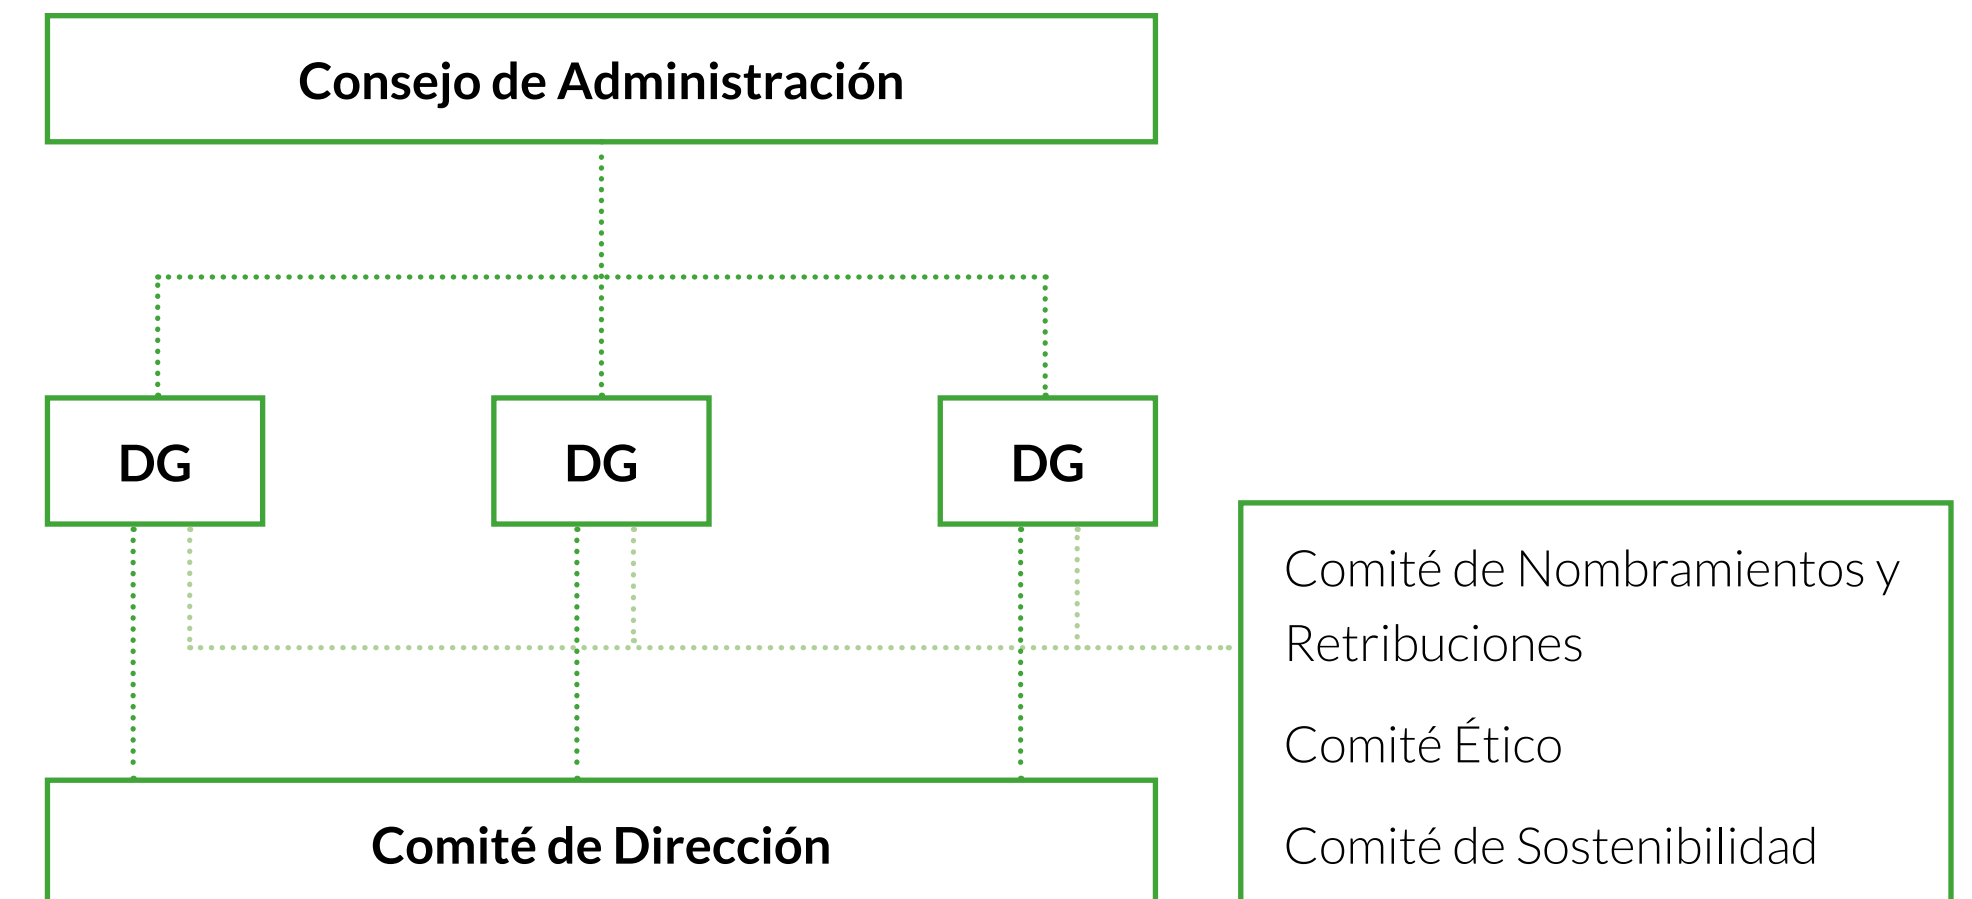 Consejo de Administración
DG
DG
DG
Comité de Nombramientos y
Retribuciones
Comité Ético
Comité de Sostenibilidad
Comité de Dirección